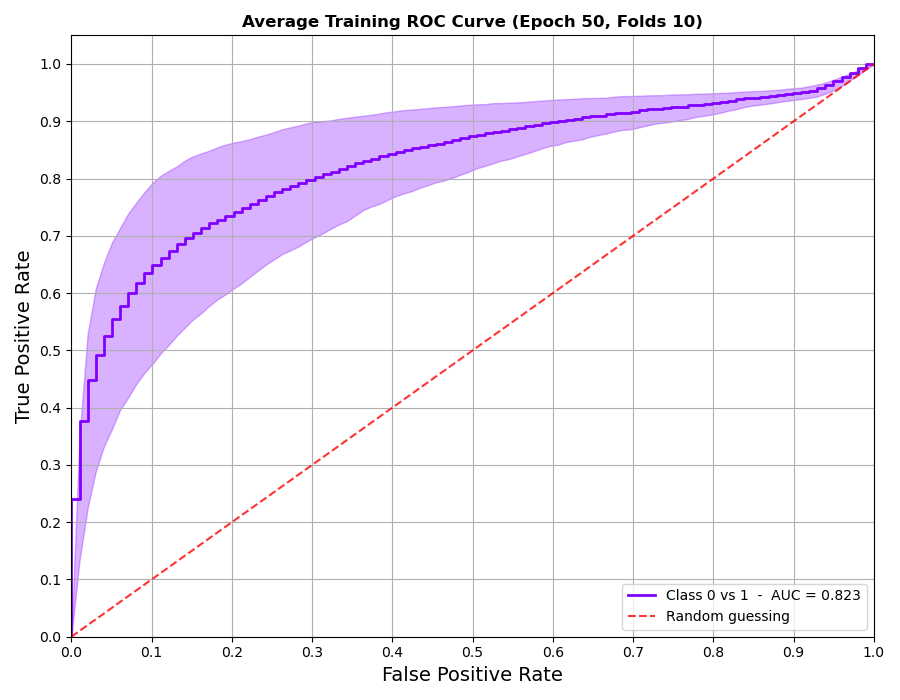 Average Training ROC Curve (Epoch 50, Folds 10)
True Positive Rate
1.0
0.9
0.8
0.7
0.6
0.5
0.4
0.3
0.2
0.1
0.0
Class 0 vs 1 - AUC = 0.823
Random guessing
0.0 0.1 0.2 0.3 0.4 0.5 0.6 0.7 0.8 0.9 1.0
False Positive Rate